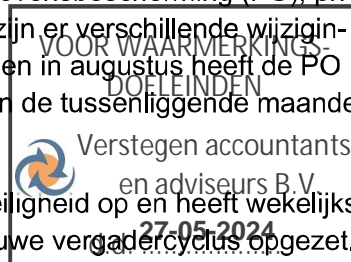 zijn er verschillende wijzigin-
VOOR WAARMERKINGS-
en in augustus heeft de PO
DOELEINDEN
n de tussenliggende maande
Verstegen accountants
en adviseurs B.V.
eiligheid op en heeft wekelijks
d.d. 27-05-2024
uwe vergadercyclus opgezet,